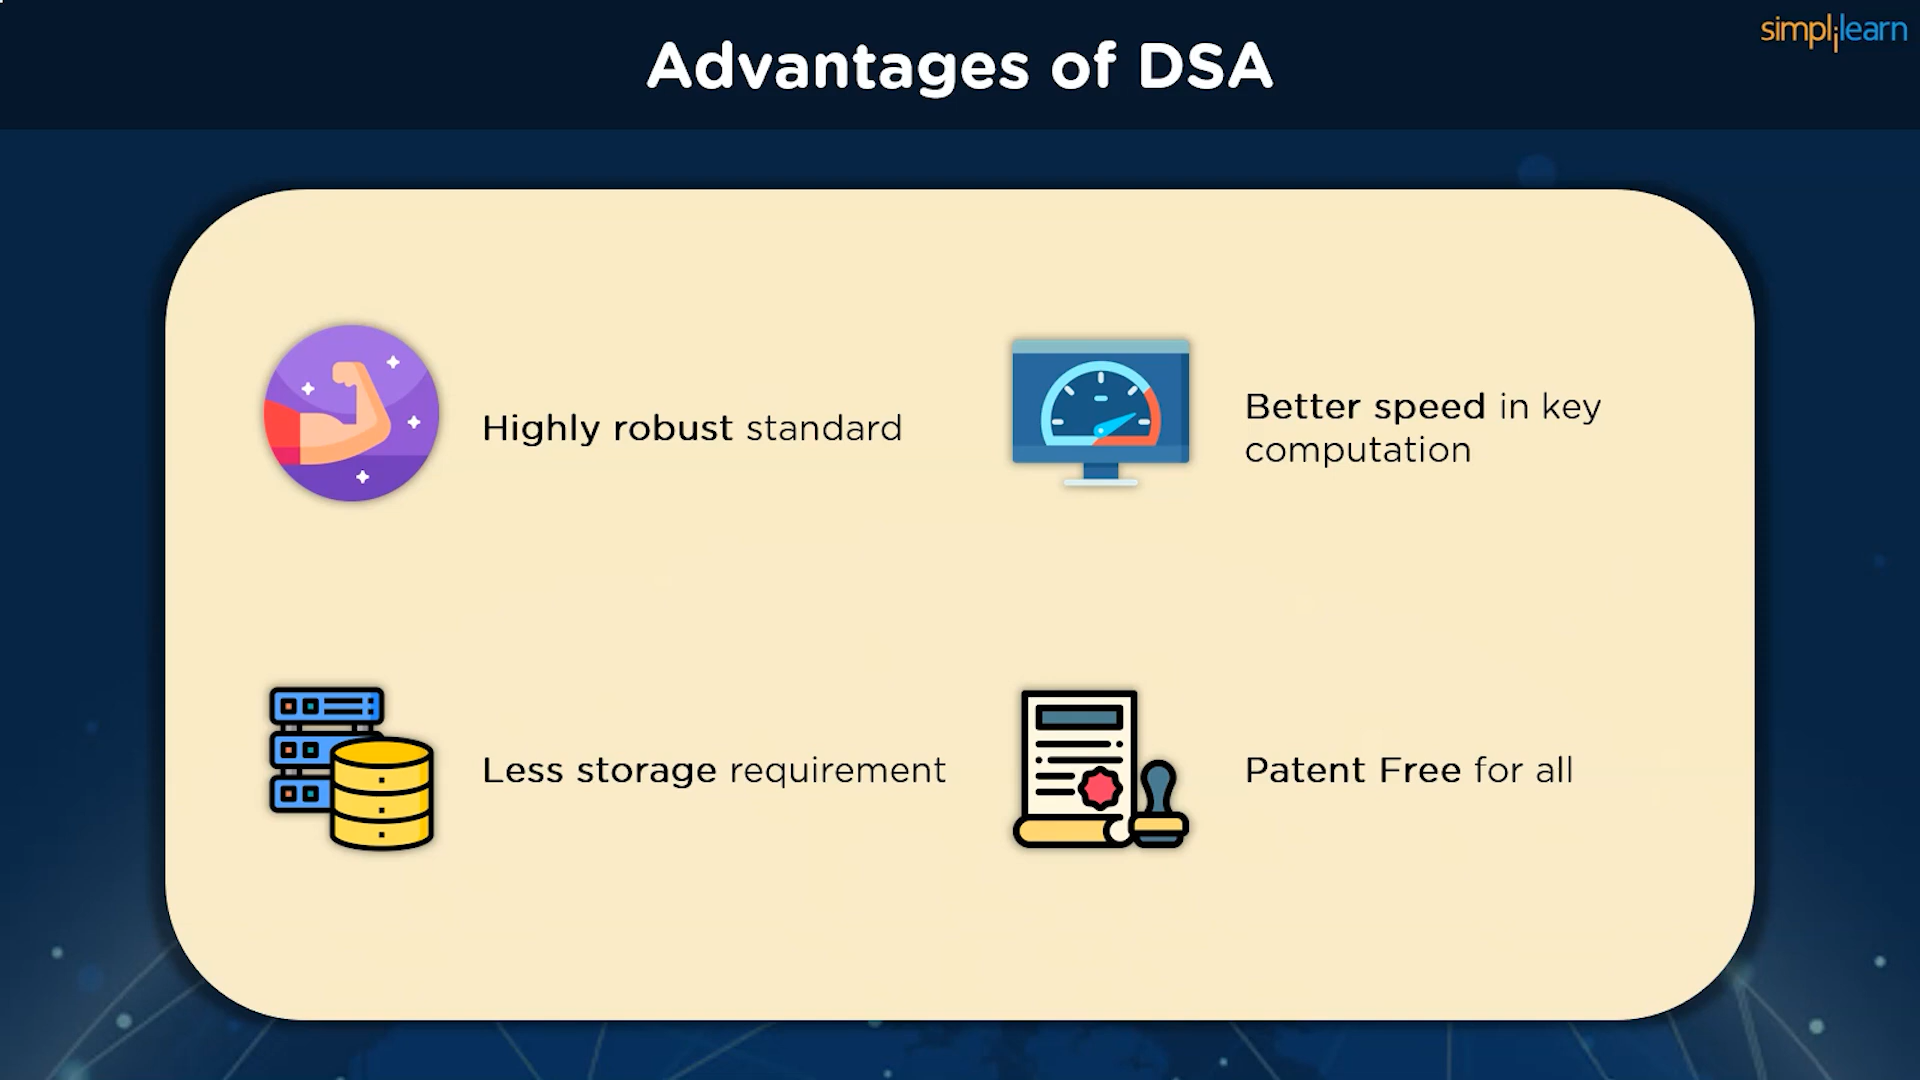 simplilearn
Advantages of DSA
Highly robust standard
Better speed in key
computation
Less storage requirement
Patent Free for all